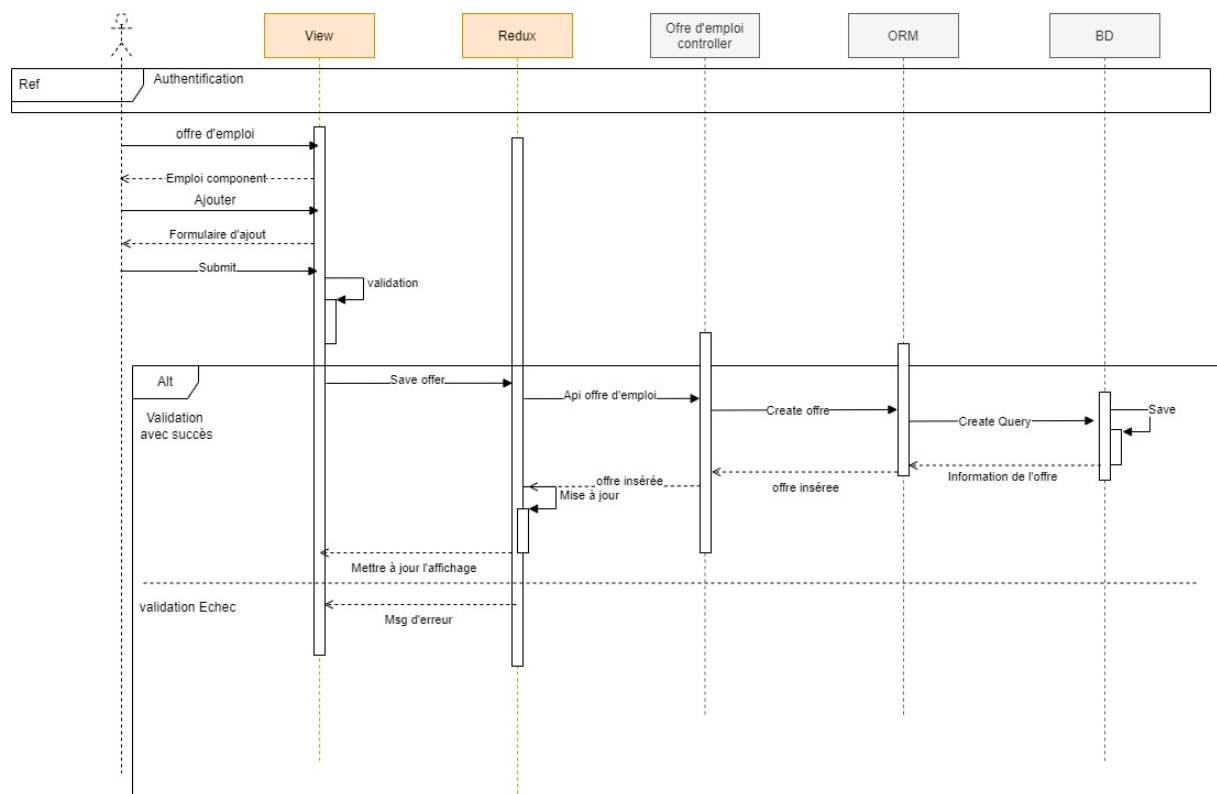 View
Redux
Ofre d'emploi
controller
ORM
BD
Ref
Authentification
offre d'emploi
Emploi component
Ajouter
Formulaire d'ajout
Submit
validation
Alt
Save offer
Api offre d'emploi
Create offre
Create Query
Save
Validation
avec succès
Information de l'offre
offre inséree
offre insérée
Mise à jour
Mettre à jour l'affichage
validation Echec
Msg d'erreur